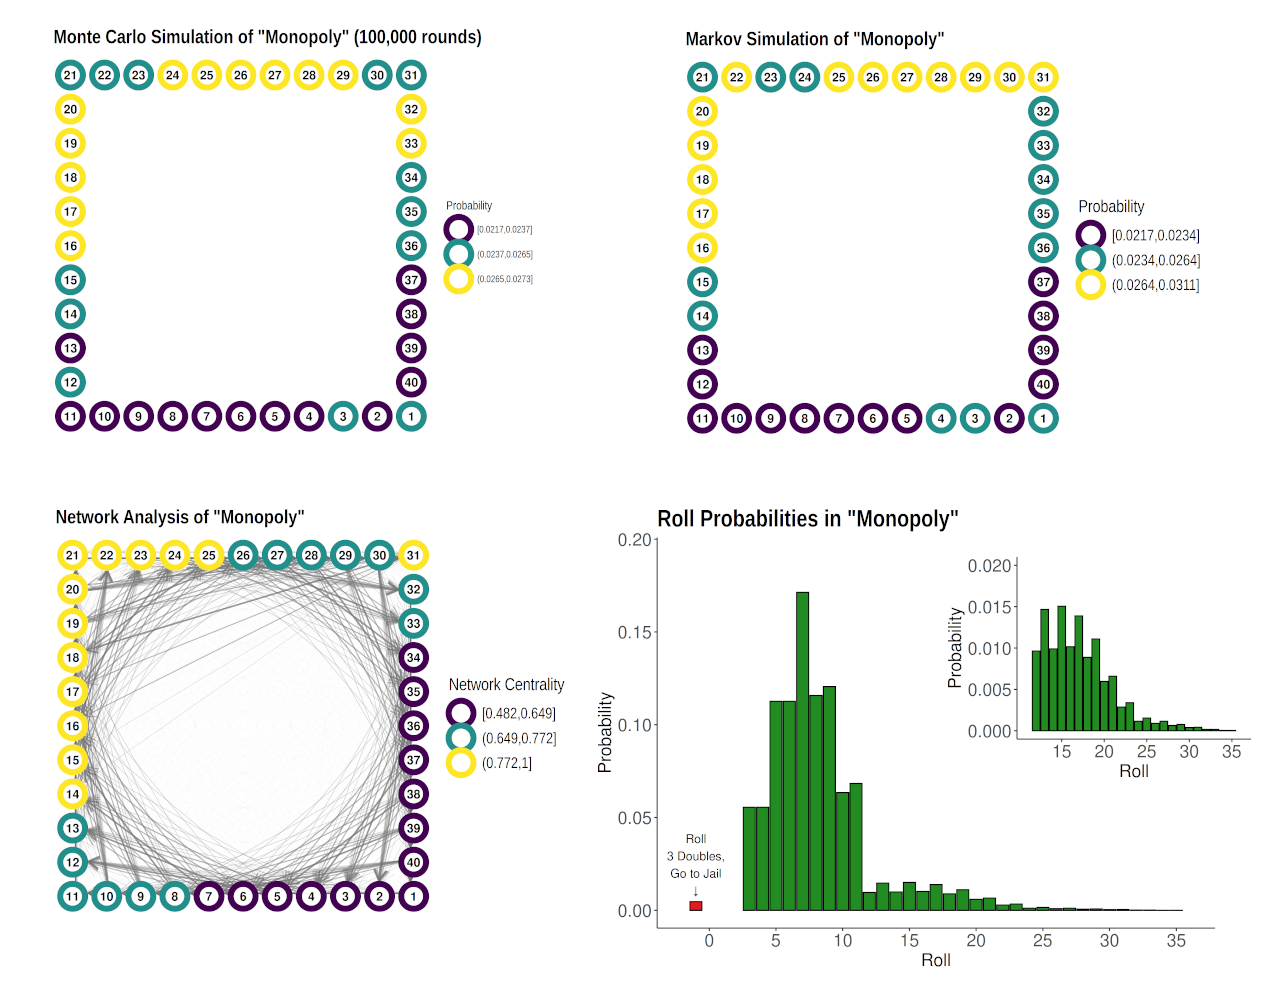 Monte Carlo Simulation of "Monopoly" (100,000 rounds)
21 22 23 24 25 26 27 28 29 30 31
20 32
19 33
18 34
17 35
16 36
15 37
14 38
13 39
12 40
11 10 9 8 7 6 5 4 3 2 1
Probability
[0.0217,0.0237]
(0.0237,0.0265]
(0.0265,0.0273]
Markov Simulation of "Monopoly"
21 22 23 24 25 26 27 28 29 30 31
20 32
19 33
18 34
17 35
16 36
15 37
14 38
13 39
12 40
11 10 9 8 7 6 5 4 3 2 1
Probability
[0.0217,0.0234]
(0.0234,0.0264]
(0.0264,0.0311]
Network Analysis of "Monopoly"
21 22 23 24 25 26 27 28 29 30 31
20 32
19 33
18 34
17 35
16 36
15 37
14 38
13 39
12 40
11 10 9 8 7 6 5 4 3 2 1
Network Centrality
[0.482,0.649]
(0.649,0.772]
(0.772,1]
Roll Probabilities in "Monopoly"
0.20
0.15
0.10
0.05
0.00
Probability
Roll
3 Doubles,
Go to Jail
↓
0 5 10 15 20 25 30 35
Roll
0.020
0.015
0.010
0.005
0.000
Probability
15 20 25 30 35
Roll